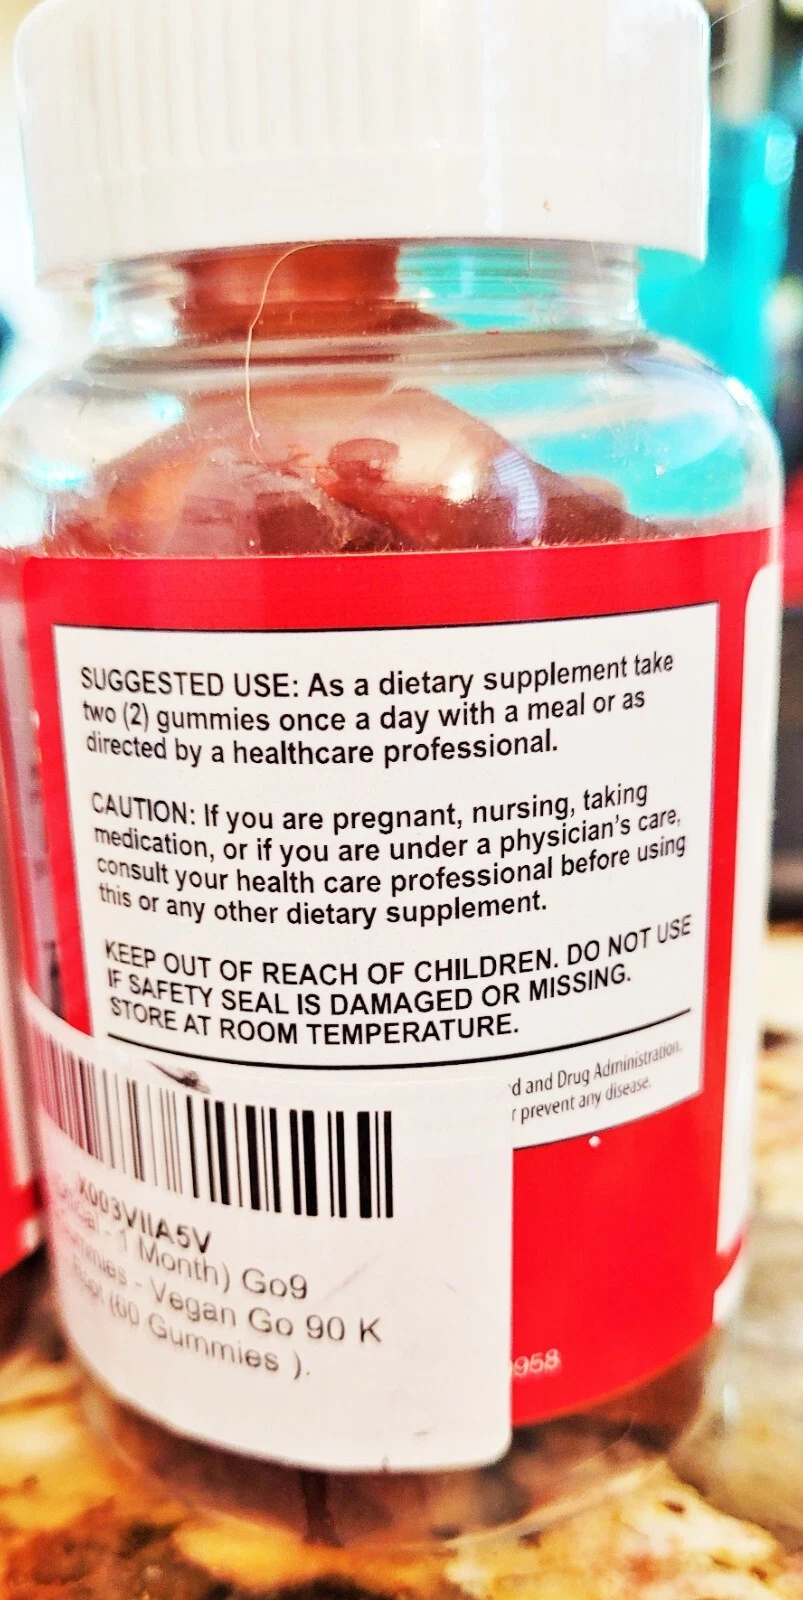 SUGGESTED USE: As a dietary supplement take
two (2) gummies once a day with a meal or as
directed by a healthcare professional.
CAUTION: If you are pregnant, nursing, taking
medication, or if you are under a physician's care,
consult your health care professional before using
this or any other dietary supplement.
KEEP OUT OF REACH OF CHILDREN. DO NOT USE
IF SAFETY SEAL IS DAMAGED OR MISSING.
STORE AT ROOM TEMPERATURE.
d and Drug Administration.
r prevent any disease.
X003VIIA5V
- 1 Month) Go9
- Vegan Go 90 K
(60 Gummies ).
958